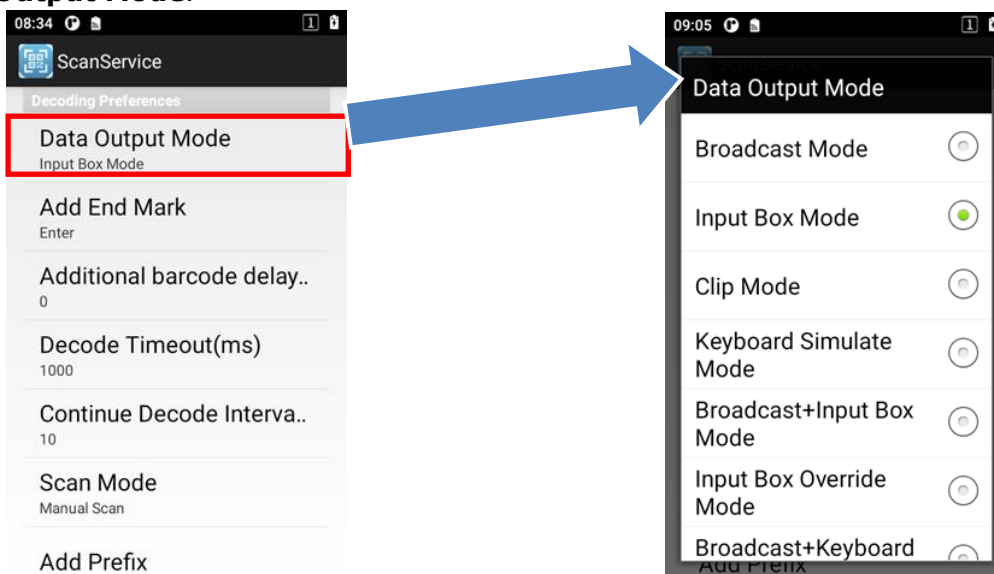 Output Mode.
08:34
1
ScanService
Decoding Preferences
Data Output Mode
Input Box Mode
Add End Mark
Enter
Additional barcode delay..
0
Decode Timeout(ms)
1000
Continue Decode Interva..
10
Scan Mode
Manual Scan
Add Prefix
09:05
1
ScanService
Data Output Mode
Broadcast Mode
Input Box Mode
Clip Mode
Keyboard Simulate
Mode
Broadcast+Input Box
Mode
Input Box Override
Mode
Broadcast+Keyboard
Add Prefix